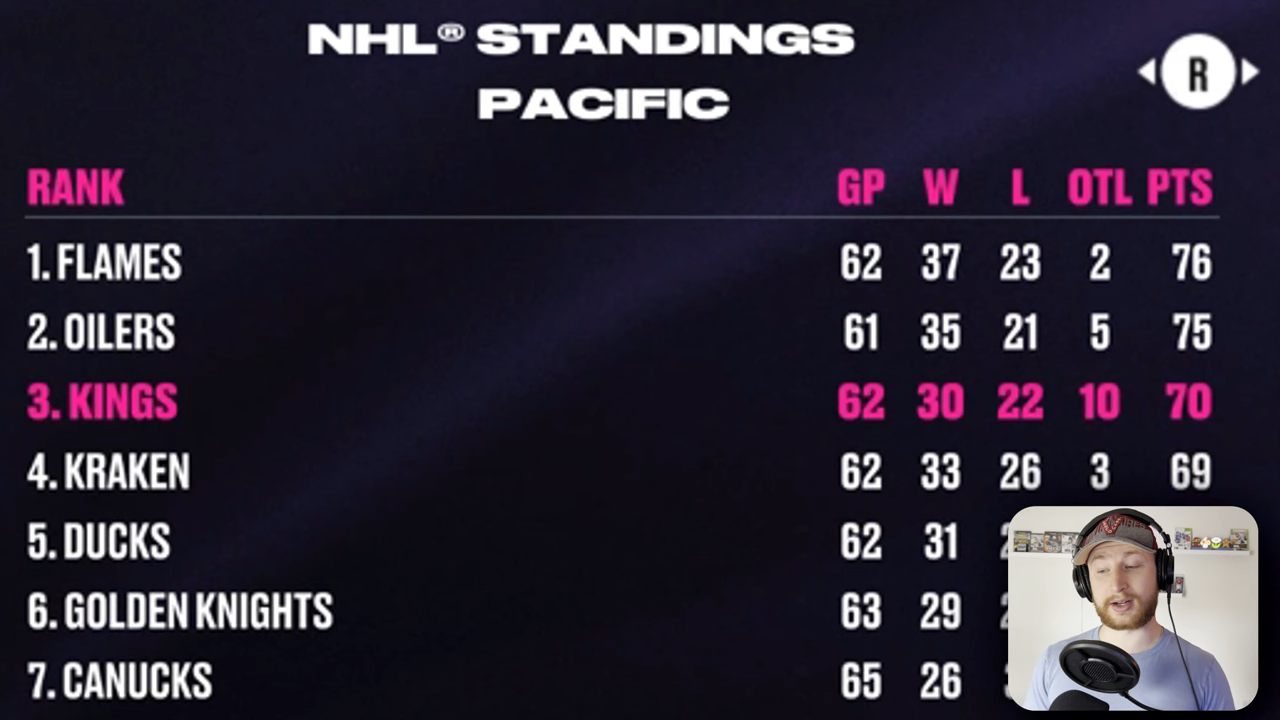 NHL® STANDINGS
PACIFIC
R
RANK GP W L OTL PTS
1. FLAMES 62 37 23 2 76
2. OILERS 61 35 21 5 75
3. KINGS 62 30 22 10 70
4. KRAKEN 62 33 26 3 69
5. DUCKS 62 31
6. GOLDEN KNIGHTS 63 29
7. CANUCKS 65 26